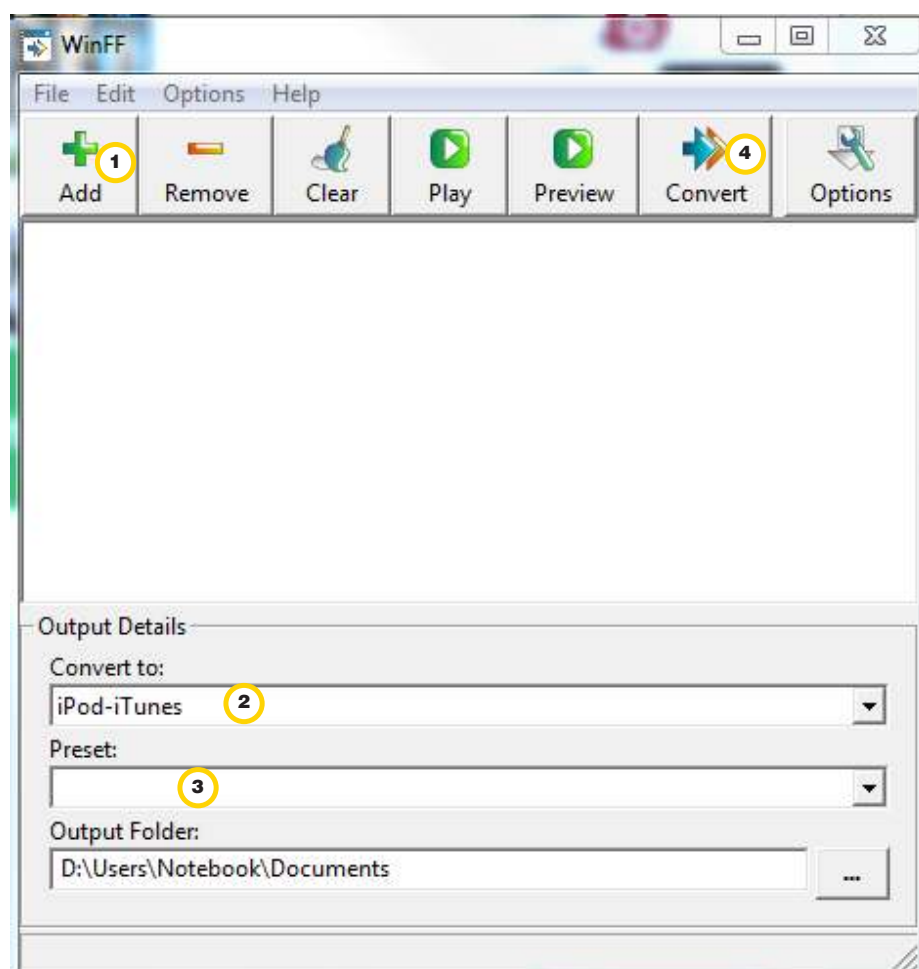 WinFF
File Edit Options Help
1 4
Add Remove Clear Play Preview Convert Options
Output Details
Convert to:
iPod-iTunes 2
Preset:
3
Output Folder:
D:\Users\Notebook\Documents ...